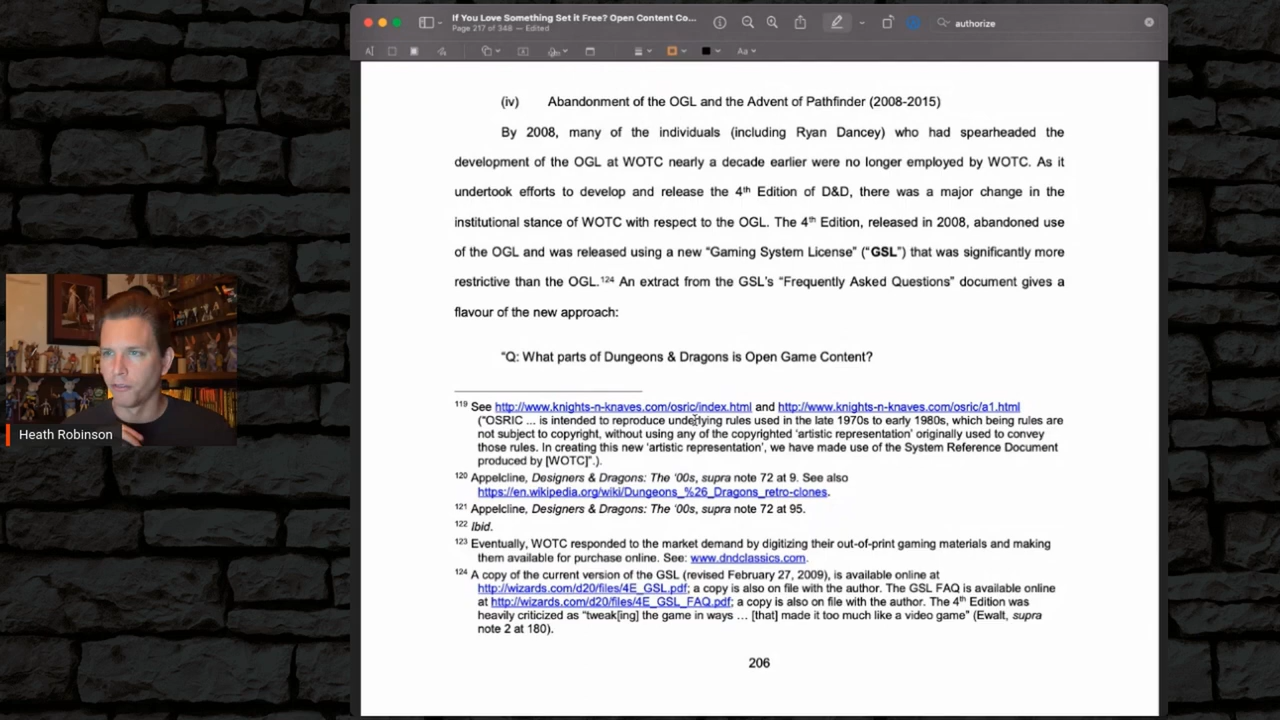 If You Love Something Set it Free? Open Content Co...
Page 217 of 348 — Edited
authorize
(iv) Abandonment of the OGL and the Advent of Pathfinder (2008-2015)
By 2008, many of the individuals (including Ryan Dancey) who had spearheaded the
development of the OGL at WOTC nearly a decade earlier were no longer employed by WOTC. As it
undertook efforts to develop and release the 4th Edition of D&D, there was a major change in the
institutional stance of WOTC with respect to the OGL. The 4th Edition, released in 2008, abandoned use
of the OGL and was released using a new “Gaming System License” (“GSL”) that was significantly more
restrictive than the OGL.124 An extract from the GSL's “Frequently Asked Questions” document gives a
flavour of the new approach:
“Q: What parts of Dungeons & Dragons is Open Game Content?
119 See http://www.knights-n-knaves.com/osric/index.html and http://www.knights-n-knaves.com/osric/a1.html
(“OSRIC ... is intended to reproduce underlying rules used in the late 1970s to early 1980s, which being rules are
not subject to copyright, without using any of the copyrighted ‘artistic representation’ originally used to convey
those rules. In creating this new ‘artistic representation’, we have made use of the System Reference Document
produced by [WOTC]”.).
120 Appelcline, Designers & Dragons: The ’00s, supra note 72 at 9. See also
https://en.wikipedia.org/wiki/Dungeons_%26_Dragons_retro-clones.
121 Appelcline, Designers & Dragons: The ’00s, supra note 72 at 95.
122 Ibid.
123 Eventually, WOTC responded to the market demand by digitizing their out-of-print gaming materials and making
them available for purchase online. See: www.dndclassics.com.
124 A copy of the current version of the GSL (revised February 27, 2009), is available online at
http://wizards.com/d20/files/4E_GSL.pdf; a copy is also on file with the author. The GSL FAQ is available online
at http://wizards.com/d20/files/4E_GSL_FAQ.pdf; a copy is also on file with the author. The 4th Edition was
heavily criticized as “tweak[ing] the game in ways ... [that] made it too much like a video game” (Ewalt, supra
note 2 at 180).
206
Heath Robinson